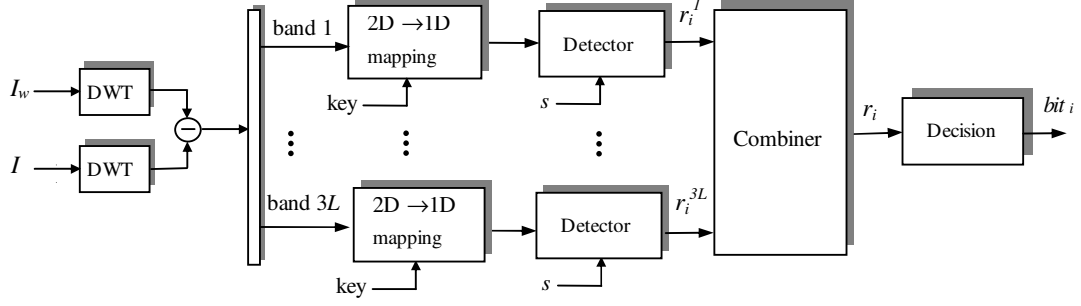 I_w
DWT
I
DWT
−
band 1
2D →1D
mapping
key
Detector
s
r_i^1
band 3L
2D →1D
mapping
key
Detector
s
r_i^{3L}
Combiner
r_i
Decision
bit_i